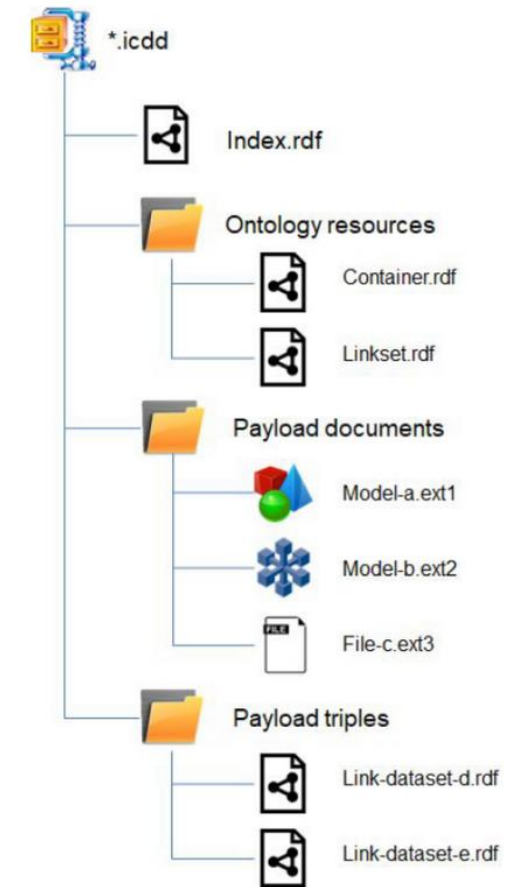 *.icdd
Index.rdf
Ontology resources
Container.rdf
Linkset.rdf
Payload documents
Model-a.ext1
Model-b.ext2
FILE
File-c.ext3
Payload triples
Link-dataset-d.rdf
Link-dataset-e.rdf